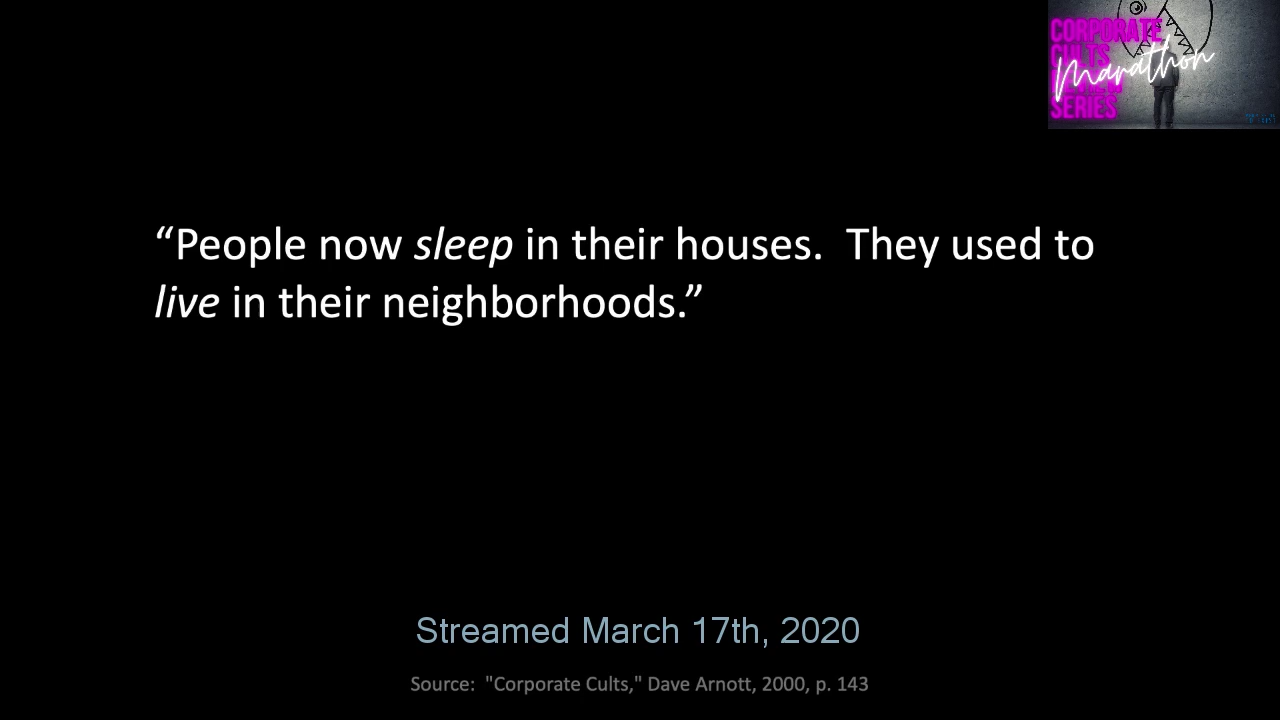 CORPORATE
CULTS
Marathon
SERIES
“People now sleep in their houses.  They used to
live in their neighborhoods.”
Streamed March 17th, 2020
Source:  "Corporate Cults," Dave Arnott, 2000, p. 143